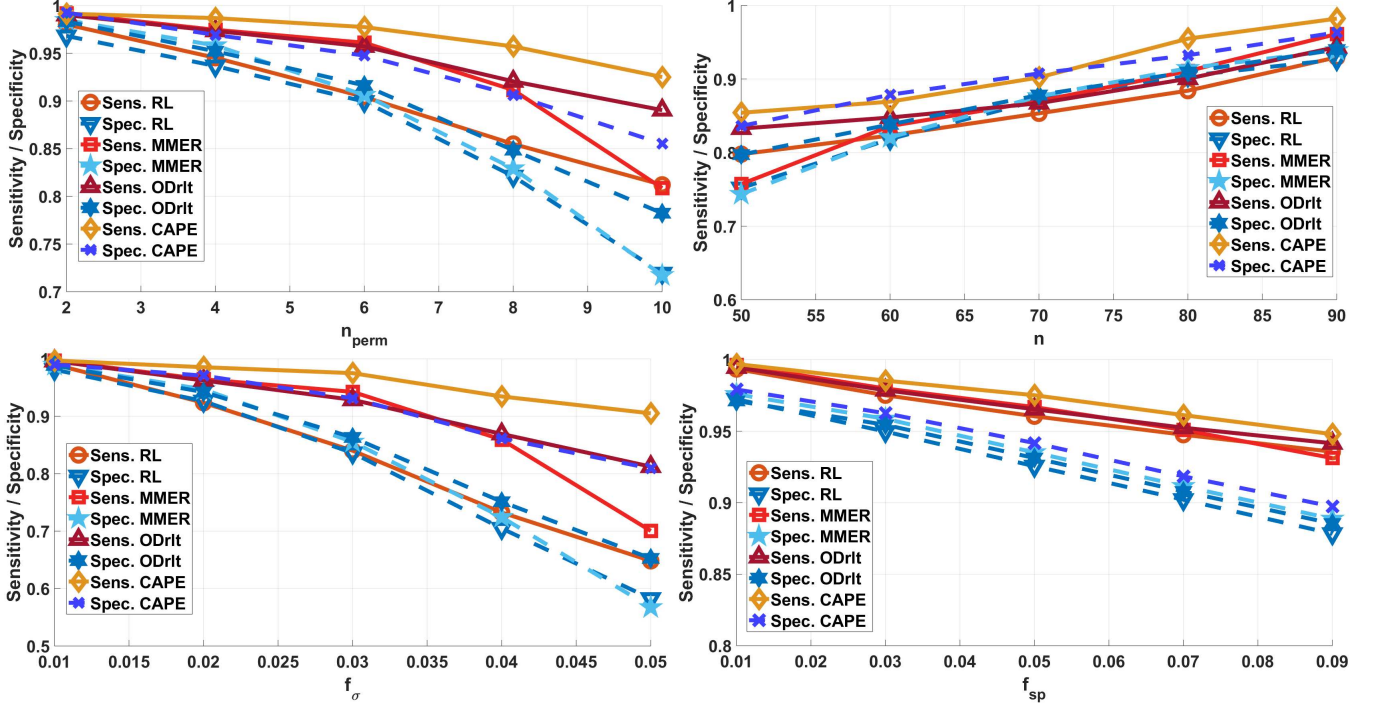 Sensitivity / Specificity
1
0.95
0.9
0.85
0.8
0.75
0.7
Sens. RL
Spec. RL
Sens. MMER
Spec. MMER
Sens. ODrlt
Spec. ODrlt
Sens. CAPE
Spec. CAPE
2 3 4 5 6 7 8 9 10
n_perm
Sensitivity / Specificity
1
0.9
0.8
0.7
0.6
Sens. RL
Spec. RL
Sens. MMER
Spec. MMER
Sens. ODrlt
Spec. ODrlt
Sens. CAPE
Spec. CAPE
50 55 60 65 70 75 80 85 90
n
Sensitivity / Specificity
1
0.9
0.8
0.7
0.6
0.5
Sens. RL
Spec. RL
Sens. MMER
Spec. MMER
Sens. ODrlt
Spec. ODrlt
Sens. CAPE
Spec. CAPE
0.01 0.015 0.02 0.025 0.03 0.035 0.04 0.045 0.05
f_σ
Sensitivity / Specificity
1
0.95
0.9
0.85
0.8
Sens. RL
Spec. RL
Sens. MMER
Spec. MMER
Sens. ODrlt
Spec. ODrlt
Sens. CAPE
Spec. CAPE
0.01 0.02 0.03 0.04 0.05 0.06 0.07 0.08 0.09
f_sp